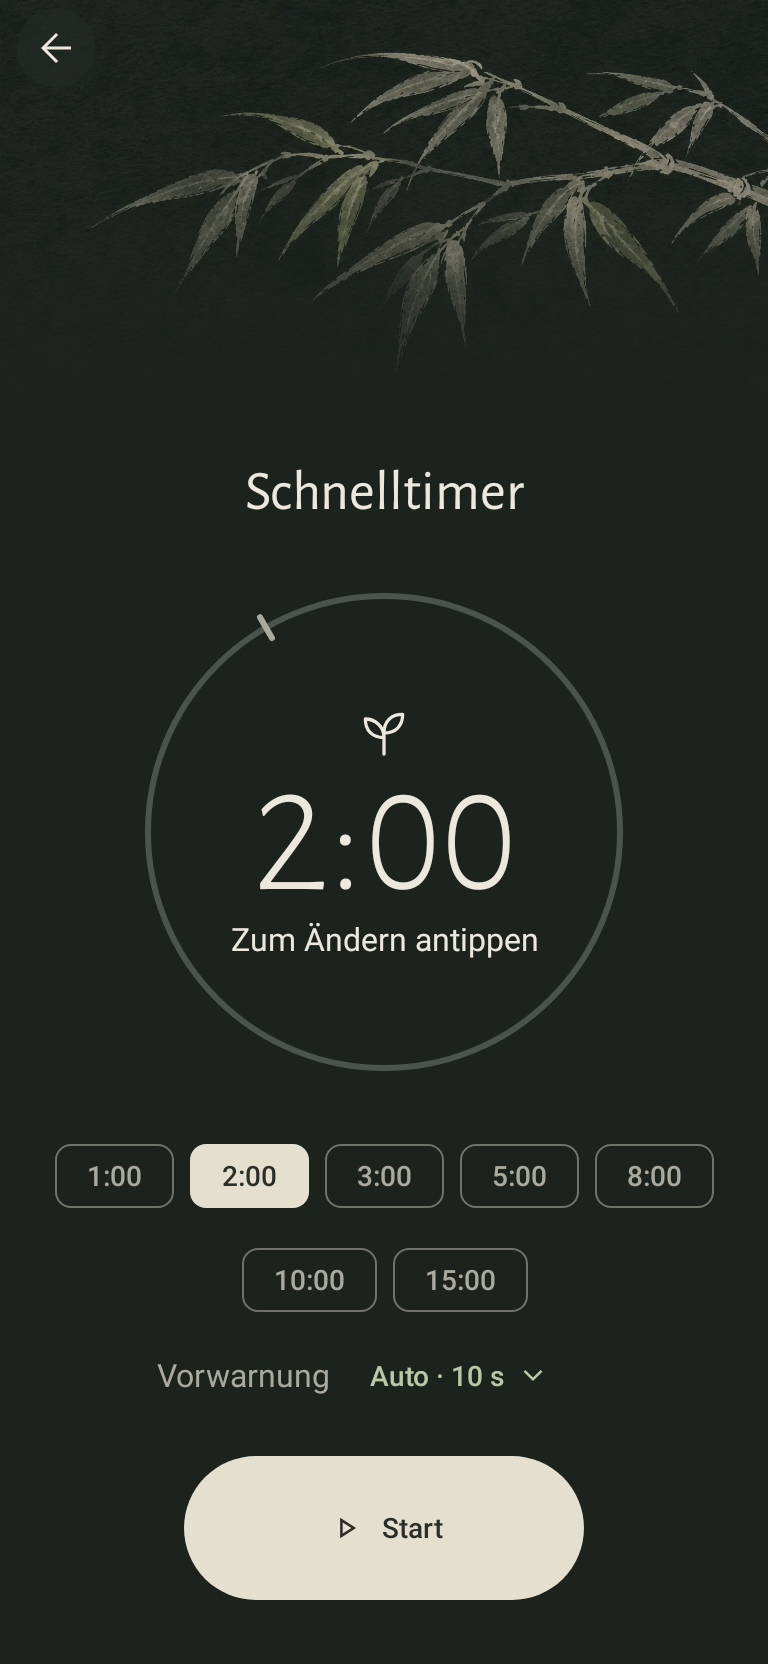 Schnelltimer
2:00
Zum Ändern antippen
1:00 2:00 3:00 5:00 8:00
10:00 15:00
Vorwarnung Auto · 10 s
Start